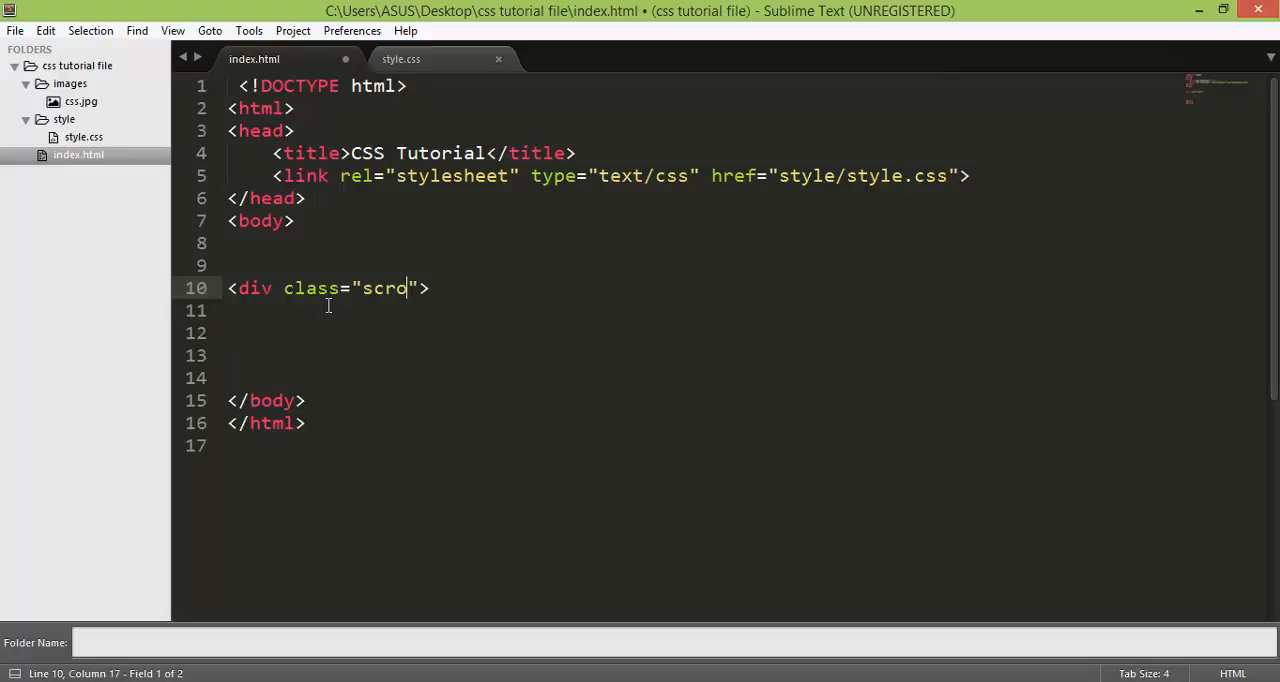 C:\Users\ASUS\Desktop\css tutorial file\index.html • (css tutorial file) - Sublime Text (UNREGISTERED)
File Edit Selection Find View Goto Tools Project Preferences Help
FOLDERS
css tutorial file
images
css.jpg
style
style.css
index.html
index.html
style.css
1 <!DOCTYPE html>
2 <html>
3 <head>
4 <title>CSS Tutorial</title>
5 <link rel="stylesheet" type="text/css" href="style/style.css">
6 </head>
7 <body>
8
9
10 <div class="scro">
11
12
13
14
15 </body>
16 </html>
17
Folder Name:
Line 10, Column 17 - Field 1 of 2
Tab Size: 4
HTML